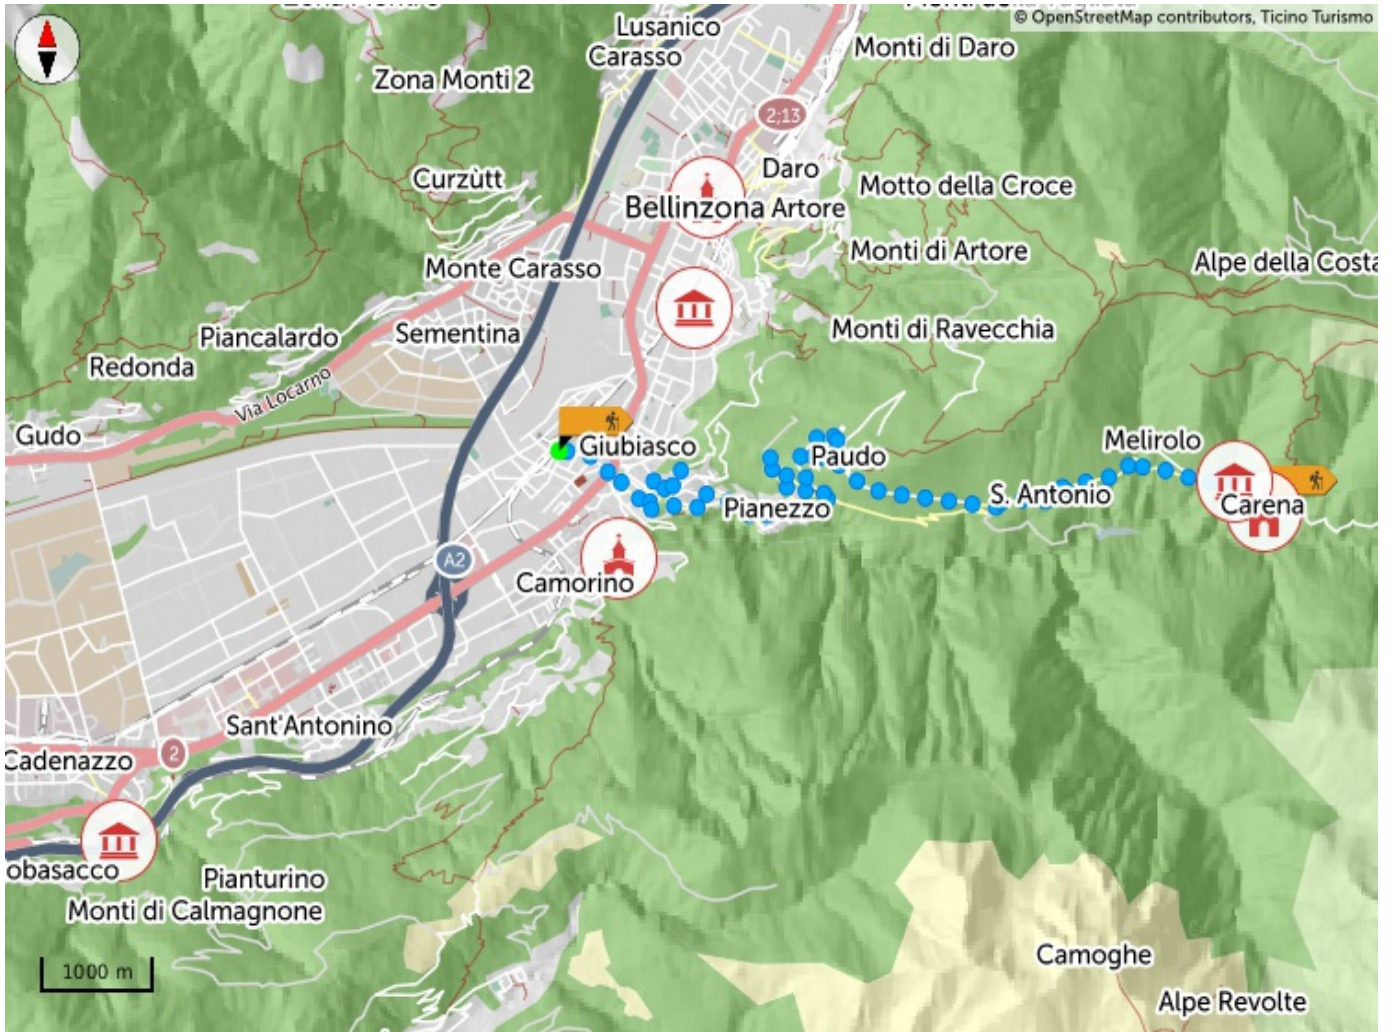 © OpenStreetMap contributors, Ticino Turismo
Lusanico
Carasso
Monti di Daro
Zona Monti 2
2;13
Daro
Curzùtt
Motto della Croce
Bellinzona
Artore
Monti di Artore
Alpe della Costa
Monte Carasso
Piancalardo
Sementina
Monti di Ravecchia
Redonda
Via Locarno
Gudo
Giubiasco
Paudo
Melirolo
S. Antonio
Carena
Pianezzo
A2
Camorino
Sant'Antonino
2
Cadenazzo
obasacco
Pianturino
Monti di Calmagnone
1000 m
Camoghe
Alpe Revolte